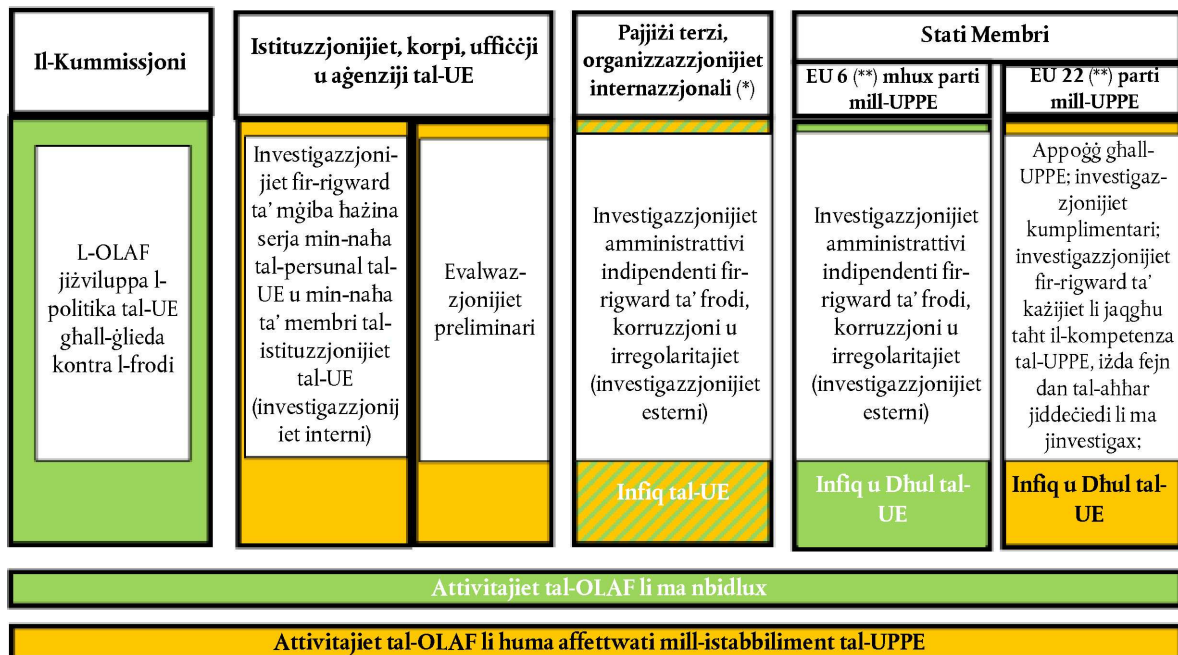 Il-Kummissjoni
L-OLAF
jiżviluppa l-
politika tal-UE
għall-ġlieda
kontra l-frodi
Istituzzjonijiet, korpi, uffiċċji
u aġenziji tal-UE
Investigazzjoni-
jiet fir-rigward
ta’ mġiba ħażina
serja min-naħa
tal-persunal tal-
UE u min-naħa
ta’ membri tal-
istituzzjonijiet
tal-UE
(investigazzjonij
iet interni)
Evalwaz-
zjonijiet
preliminari
Pajjiżi terzi,
organizzazzjonijiet
internazzjonali (*)
Investigazzjonijiet
amministrattivi
indipendenti fir-
rigward ta’ frodi,
korruzzjoni u
irregolaritajiet
(investigazzjonijiet
esterni)
Infiq tal-UE
Stati Membri
EU 6 (**) mhux parti
mill-UPPE
Investigazzjonijiet
amministrattivi
indipendenti fir-
rigward ta’ frodi,
korruzzjoni u
irregolaritajiet
(investigazzjonijiet
esterni)
Infiq u Dħul tal-
UE
EU 22 (**) parti
mill-UPPE
Appoġġ għall-
UPPE; investigaz-
zjonijiet
kumplimentari;
investigazzjonijiet
fir-rigward ta’
każijiet li jaqgħu
taħt il-kompetenza
tal-UPPE, iżda fejn
dan tal-aħħar
jiddeċiedi li ma
jinvestigax;
Infiq u Dħul tal-
UE
Attivitajiet tal-OLAF li ma nbidlux
Attivitajiet tal-OLAF li huma affettwati mill-istabbiliment tal-UPPE